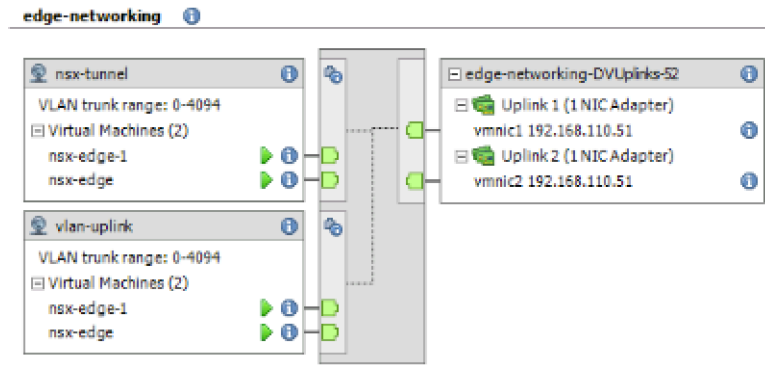 edge-networking
nsx-tunnel
VLAN trunk range: 0-4094
Virtual Machines (2)
nsx-edge-1
nsx-edge
vlan-uplink
VLAN trunk range: 0-4094
Virtual Machines (2)
nsx-edge-1
nsx-edge
edge-networking-DVUplinks-52
Uplink 1 (1 NIC Adapter)
vmnic1 192.168.110.51
Uplink 2 (1 NIC Adapter)
vmnic2 192.168.110.51